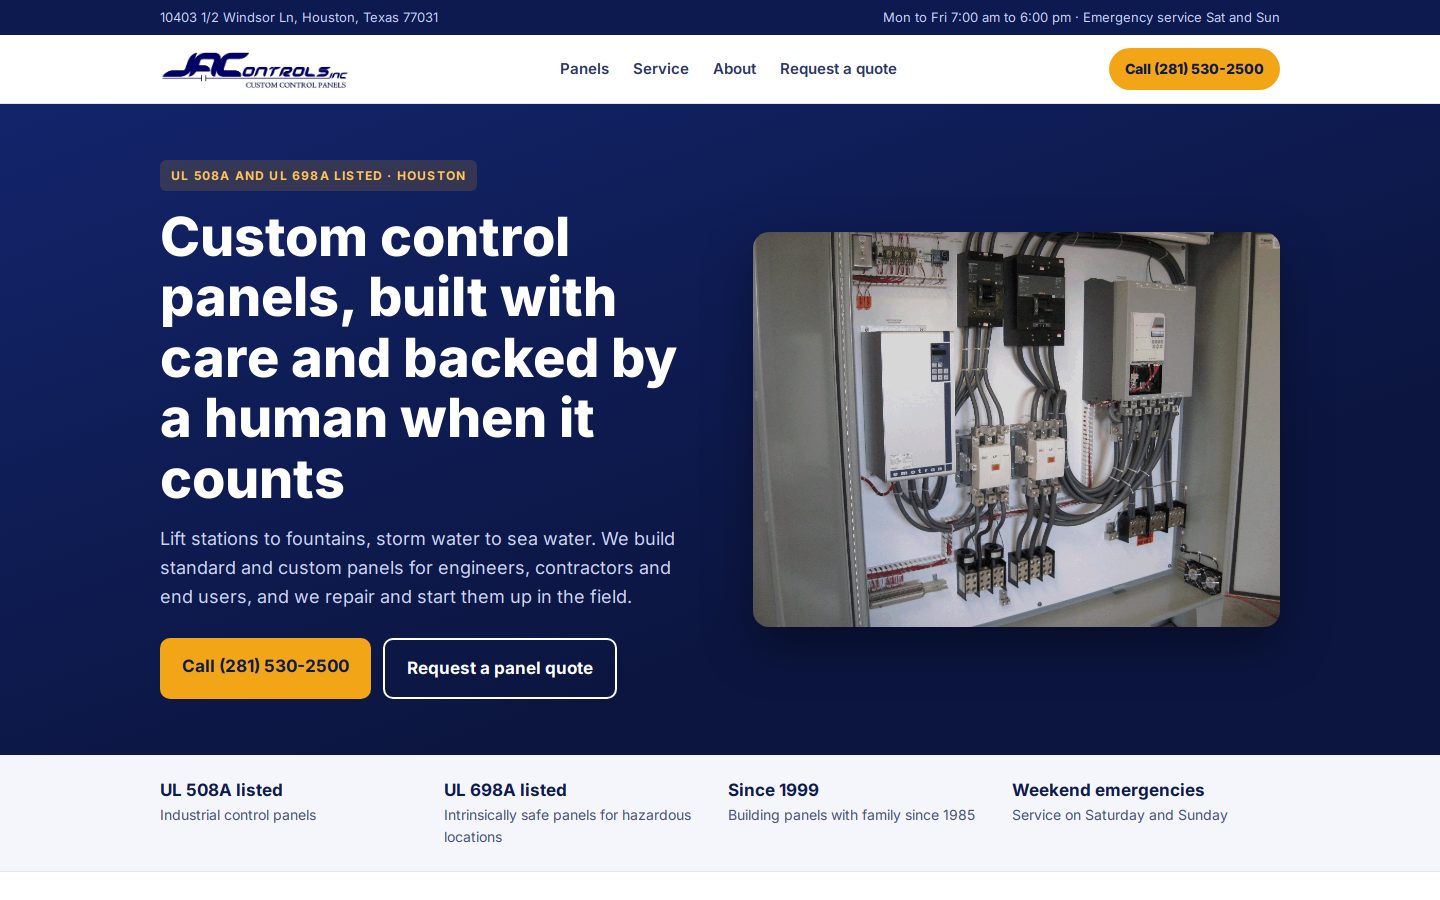 10403 1/2 Windsor Ln, Houston, Texas 77031
Mon to Fri 7:00 am to 6:00 pm · Emergency service Sat and Sun
JAControls, INC
CUSTOM CONTROL PANELS
Panels
Service
About
Request a quote
Call (281) 530-2500
UL 508A AND UL 698A LISTED · HOUSTON
Custom control
panels, built with
care and backed by
a human when it
counts
Lift stations to fountains, storm water to sea water. We build
standard and custom panels for engineers, contractors and
end users, and we repair and start them up in the field.
Call (281) 530-2500
Request a panel quote
emotron
UL 508A listed
Industrial control panels
UL 698A listed
Intrinsically safe panels for hazardous
locations
Since 1999
Building panels with family since 1985
Weekend emergencies
Service on Saturday and Sunday